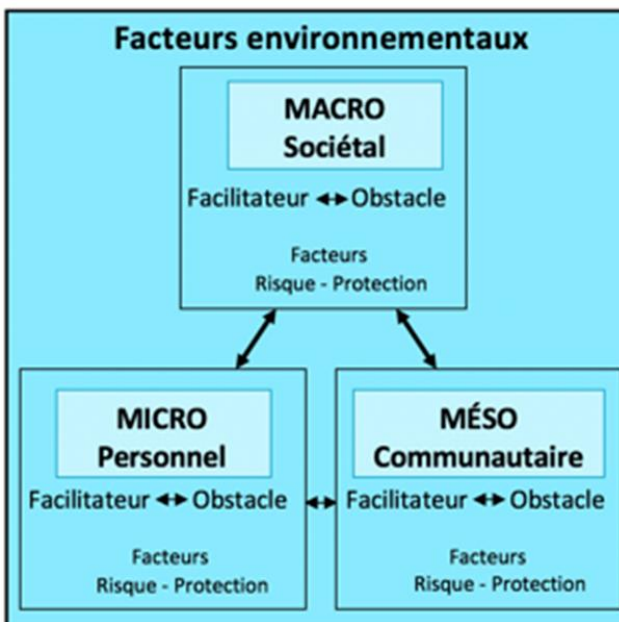 Facteurs environnementaux
MACRO
Sociétal
Facilitateur ↔ Obstacle
Facteurs
Risque - Protection
MICRO
Personnel
Facilitateur ↔ Obstacle
Facteurs
Risque - Protection
MÉSO
Communautaire
Facilitateur ↔ Obstacle
Facteurs
Risque - Protection